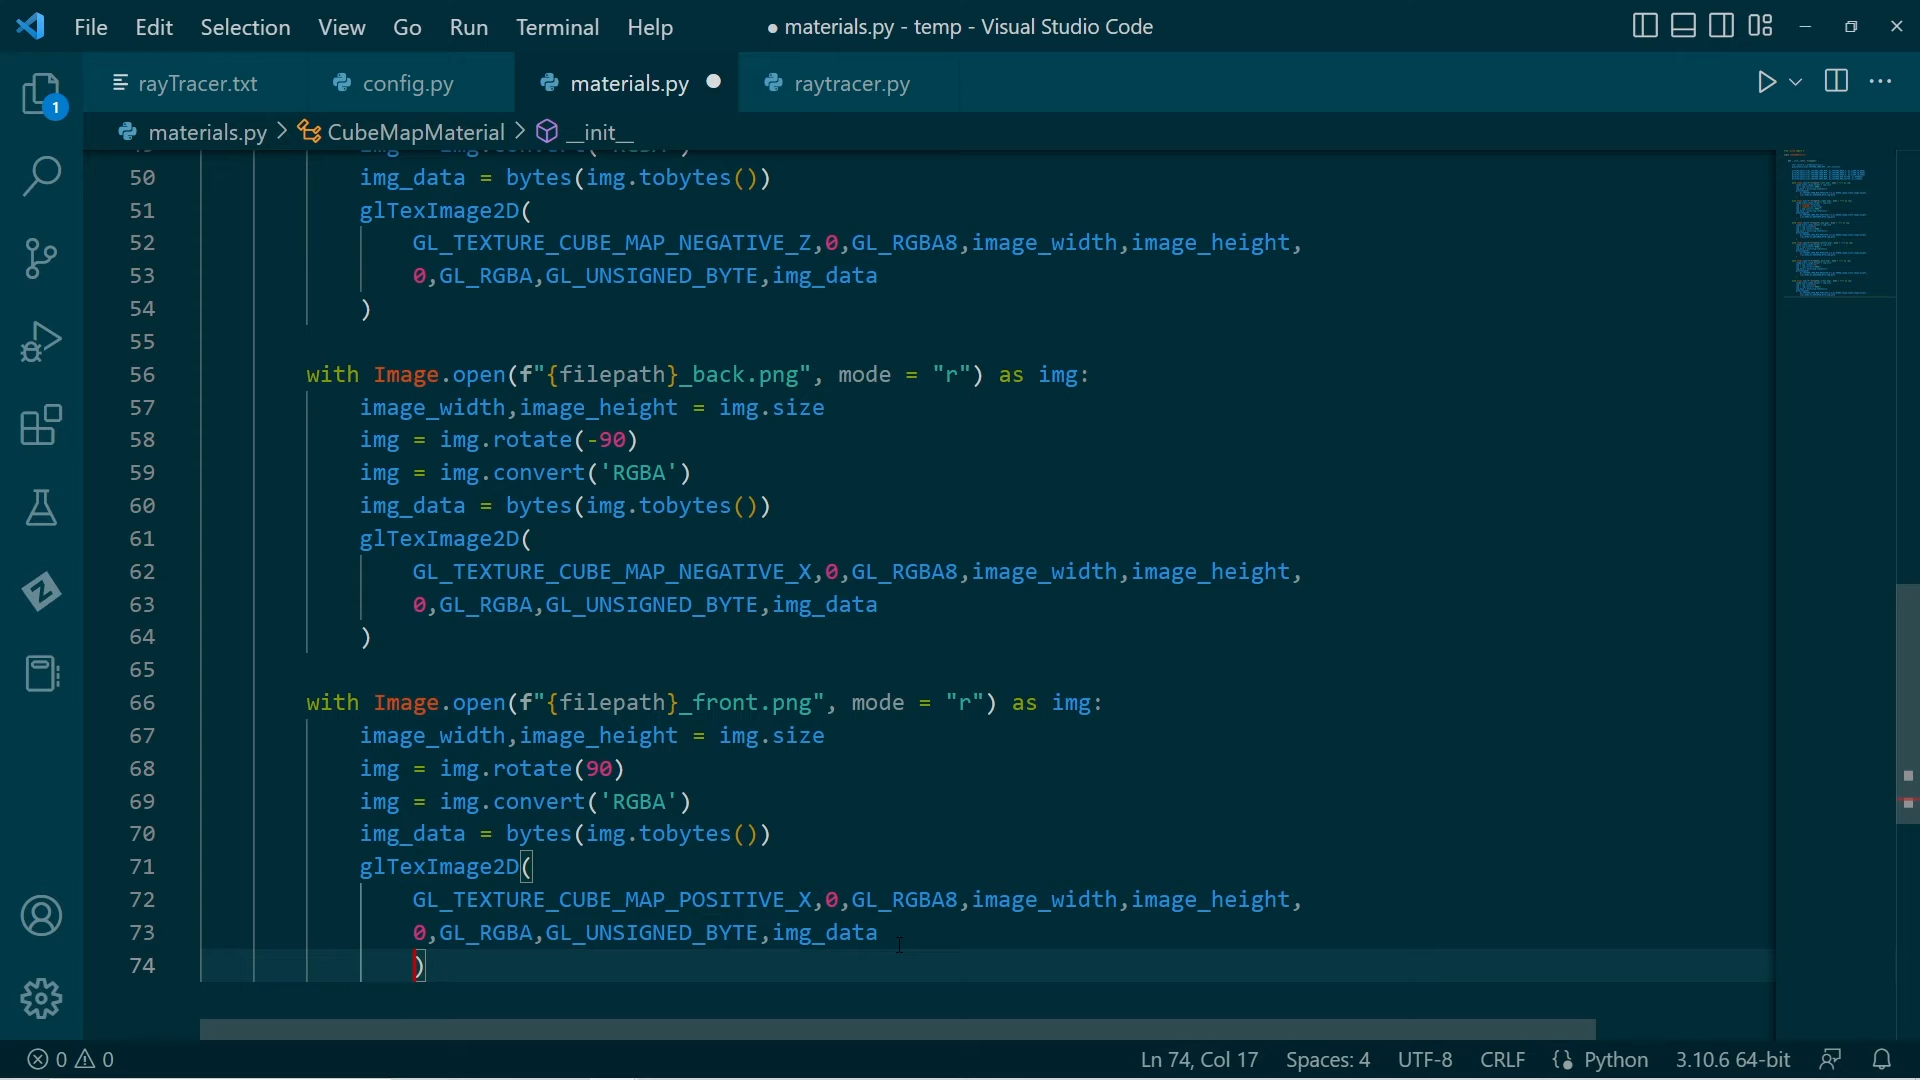 File Edit Selection View Go Run Terminal Help ● materials.py - temp - Visual Studio Code
rayTracer.txt config.py materials.py raytracer.py
1
materials.py > CubeMapMaterial > __init__
50 img_data = bytes(img.tobytes())
51 glTexImage2D(
52 GL_TEXTURE_CUBE_MAP_NEGATIVE_Z,0,GL_RGBA8,image_width,image_height,
53 0,GL_RGBA,GL_UNSIGNED_BYTE,img_data
54 )
55
56 with Image.open(f"{filepath}_back.png", mode = "r") as img:
57 image_width,image_height = img.size
58 img = img.rotate(-90)
59 img = img.convert('RGBA')
60 img_data = bytes(img.tobytes())
61 glTexImage2D(
62 GL_TEXTURE_CUBE_MAP_NEGATIVE_X,0,GL_RGBA8,image_width,image_height,
63 0,GL_RGBA,GL_UNSIGNED_BYTE,img_data
64 )
65
66 with Image.open(f"{filepath}_front.png", mode = "r") as img:
67 image_width,image_height = img.size
68 img = img.rotate(90)
69 img = img.convert('RGBA')
70 img_data = bytes(img.tobytes())
71 glTexImage2D(
72 GL_TEXTURE_CUBE_MAP_POSITIVE_X,0,GL_RGBA8,image_width,image_height,
73 0,GL_RGBA,GL_UNSIGNED_BYTE,img_data
74 )
0 0 Ln 74, Col 17 Spaces: 4 UTF-8 CRLF Python 3.10.6 64-bit